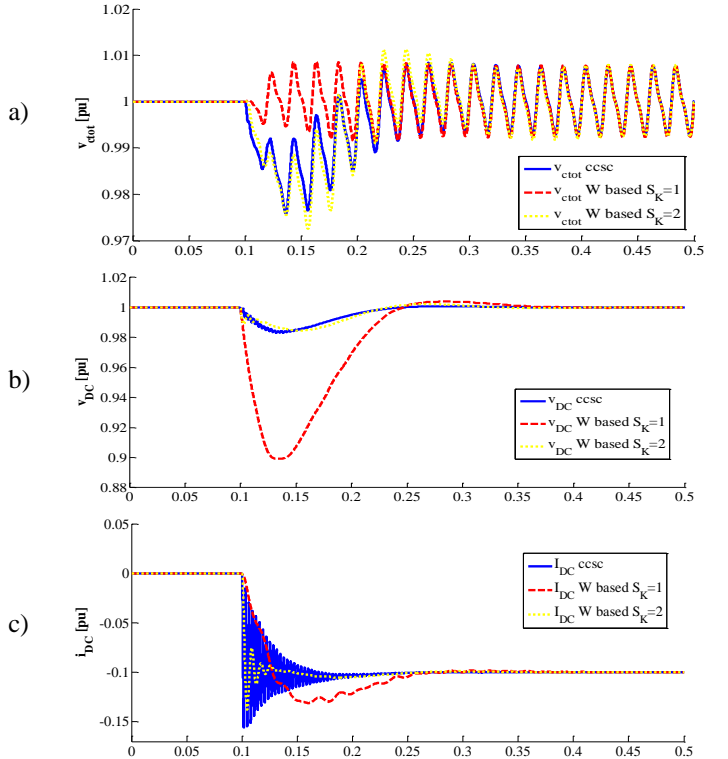 a)
v_ctot [pu]
1.02
1.01
1
0.99
0.98
0.97
0 0.05 0.1 0.15 0.2 0.25 0.3 0.35 0.4 0.45 0.5
v_ctot ccsc
v_ctot W based S_K=1
v_ctot W based S_K=2
b)
v_DC [pu]
1.02
1
0.98
0.96
0.94
0.92
0.9
0.88
0 0.05 0.1 0.15 0.2 0.25 0.3 0.35 0.4 0.45 0.5
v_DC ccsc
v_DC W based S_K=1
v_DC W based S_K=2
c)
i_DC [pu]
0.05
0
-0.05
-0.1
-0.15
0 0.05 0.1 0.15 0.2 0.25 0.3 0.35 0.4 0.45 0.5
I_DC ccsc
I_DC W based S_K=1
I_DC W based S_K=2